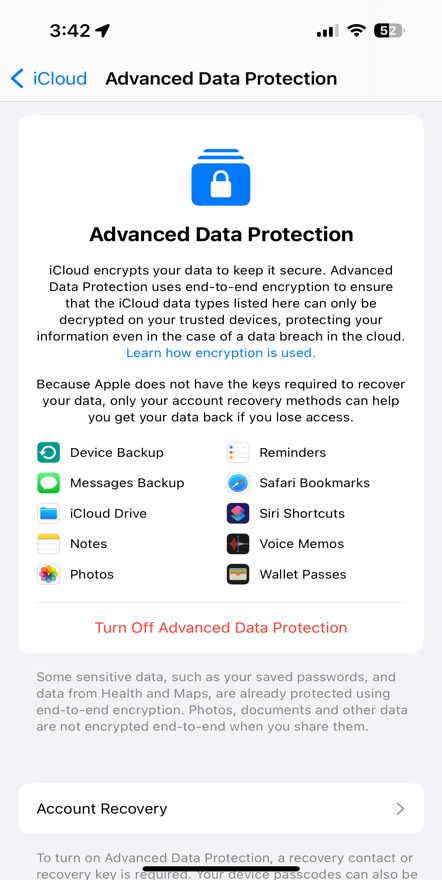 3:42
52
iCloud
Advanced Data Protection
Advanced Data Protection
iCloud encrypts your data to keep it secure. Advanced
Data Protection uses end-to-end encryption to ensure
that the iCloud data types listed here can only be
decrypted on your trusted devices, protecting your
information even in the case of a data breach in the cloud.
Learn how encryption is used.
Because Apple does not have the keys required to recover
your data, only your account recovery methods can help
you get your data back if you lose access.
Device Backup
Reminders
Messages Backup
Safari Bookmarks
iCloud Drive
Siri Shortcuts
Notes
Voice Memos
Photos
Wallet Passes
Turn Off Advanced Data Protection
Some sensitive data, such as your saved passwords, and
data from Health and Maps, are already protected using
end-to-end encryption. Photos, documents and other data
are not encrypted end-to-end when you share them.
Account Recovery
To turn on Advanced Data Protection, a recovery contact or
recovery key is required. Your device passcodes can also be